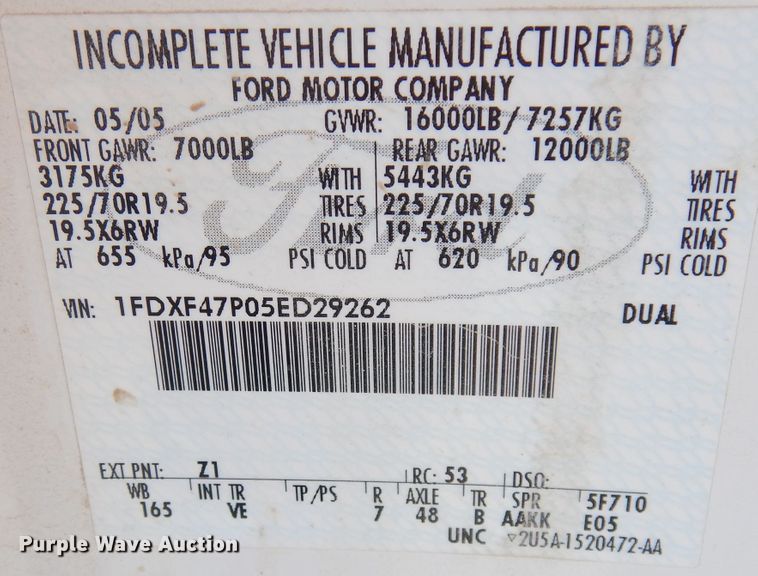 INCOMPLETE VEHICLE MANUFACTURED BY
FORD MOTOR COMPANY
DATE: 05/05 GVWR: 16000LB / 7257KG
FRONT GAWR: 7000LB REAR GAWR: 12000LB
3175KG WITH 5443KG WITH
225/70R19.5 TIRES 225/70R19.5 TIRES
19.5X6RW RIMS 19.5X6RW RIMS
AT 655 kPa/95 PSI COLD AT 620 kPa/90 PSI COLD
VIN: 1FDXF47P05ED29262 DUAL
EXT PNT: Z1 RC: 53 DSO:
WB INT TR TP/PS R AXLE TR SPR 5F710
165 VE 7 48 B AAKK E05
UNC ▽2U5A-1520472-AA
Ford
Purple Wave Auction